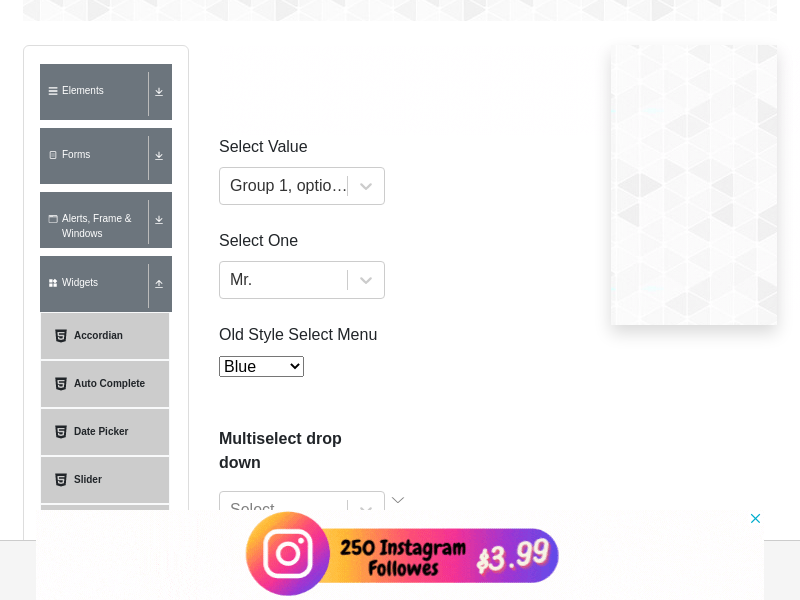 Elements
Forms
Alerts, Frame &
Windows
Widgets
Accordian
Auto Complete
Date Picker
Slider
Select Value
Group 1, optio...
Select One
Mr.
Old Style Select Menu
Blue
Multiselect drop
down
Select...
250 Instagram
Followes
$3.99